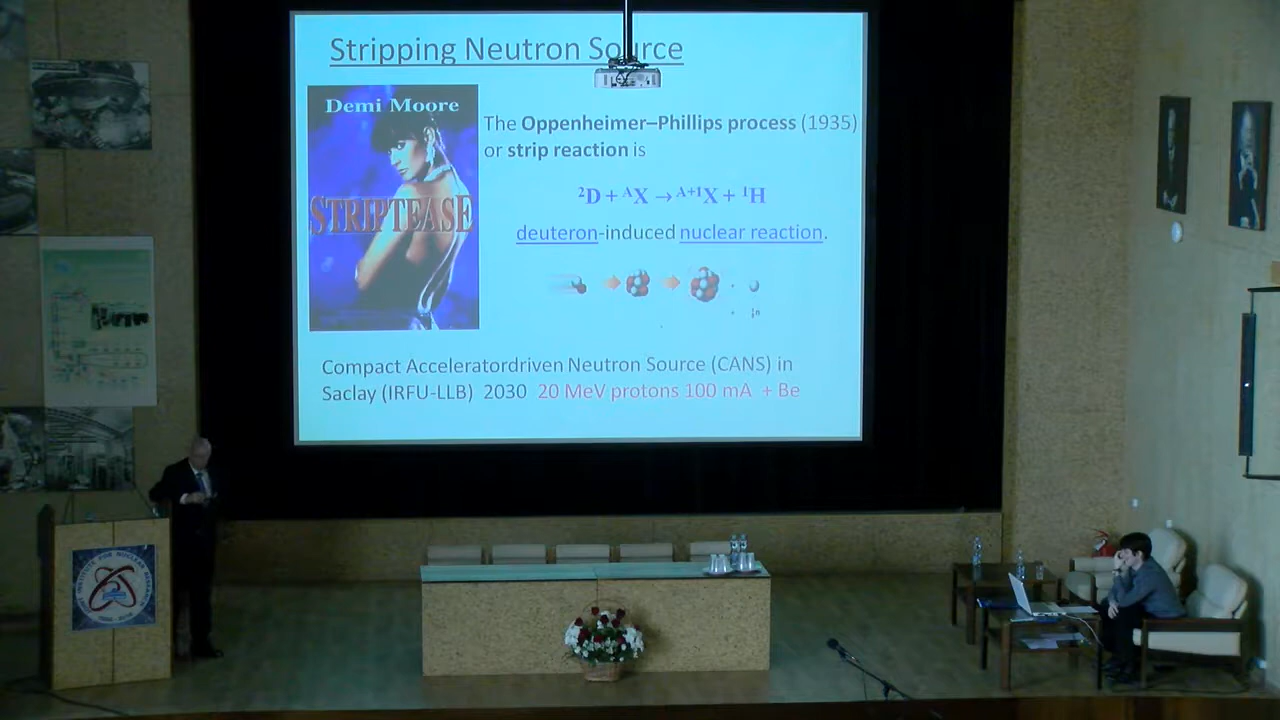 Stripping Neutron Source
Demi Moore
STRIPTEASE
The Oppenheimer–Phillips process (1935)
or strip reaction is
²D + ᴬX → ᴬ⁺¹X + ¹H
deuteron-induced nuclear reaction.
Compact Acceleratordriven Neutron Source (CANS) in
Saclay (IRFU-LLB) 2030 20 MeV protons 100 mA + Be